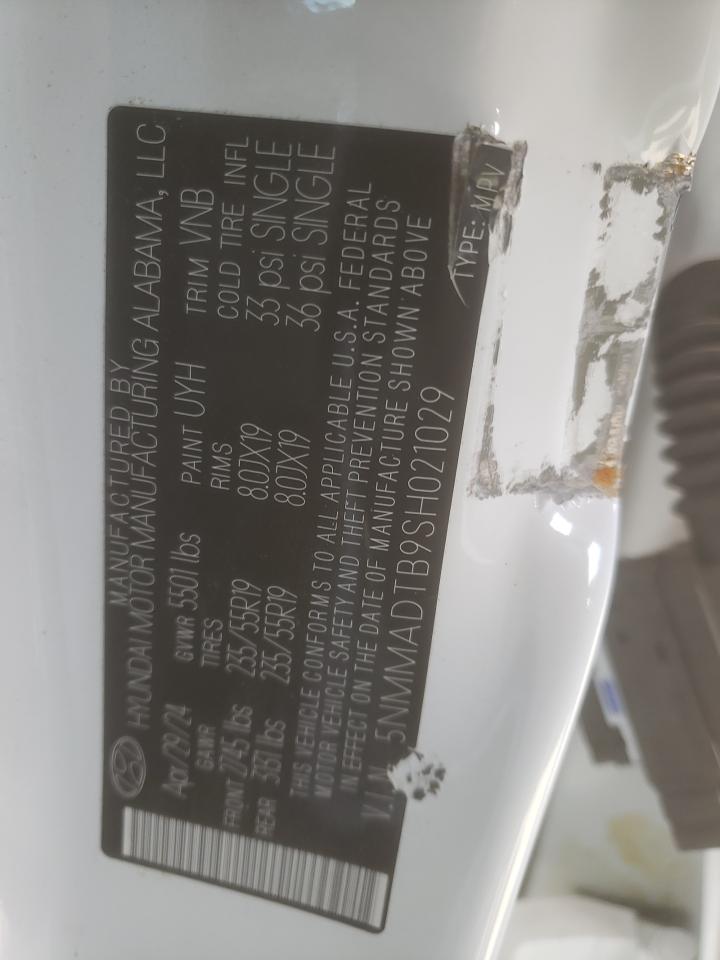 MANUFACTURED BY
HYUNDAI MOTOR MANUFACTURING ALABAMA, LLC
Apr/29/24 GVWR 5501 lbs PAINT UYH TRIM VNB
GAWR TIRES RIMS COLD TIRE INFL
FRONT 2745 lbs 235/55R19 8.0JX19 33 psi SINGLE
REAR 3131 lbs 235/55R19 8.0JX19 36 psi SINGLE
THIS VEHICLE CONFORMS TO ALL APPLICABLE U.S.A. FEDERAL
MOTOR VEHICLE SAFETY AND THEFT PREVENTION STANDARDS
IN EFFECT ON THE DATE OF MANUFACTURE SHOWN ABOVE
V.I.N. 5NMMADTB9SH021029 TYPE: MPV